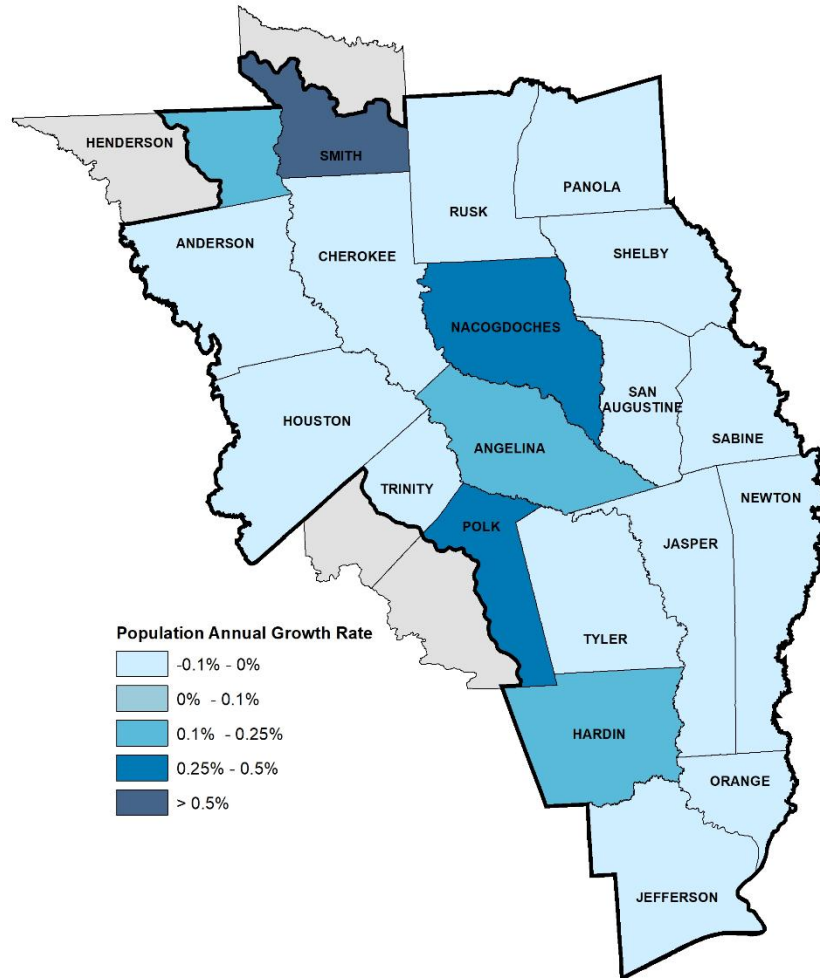 HENDERSON
SMITH
PANOLA
RUSK
ANDERSON
CHEROKEE
SHELBY
NACOGDOCHES
SAN
AUGUSTINE
HOUSTON
SABINE
ANGELINA
TRINITY
NEWTON
POLK
JASPER
TYLER
HARDIN
ORANGE
JEFFERSON
Population Annual Growth Rate
-0.1% - 0%
0% - 0.1%
0.1% - 0.25%
0.25% - 0.5%
> 0.5%